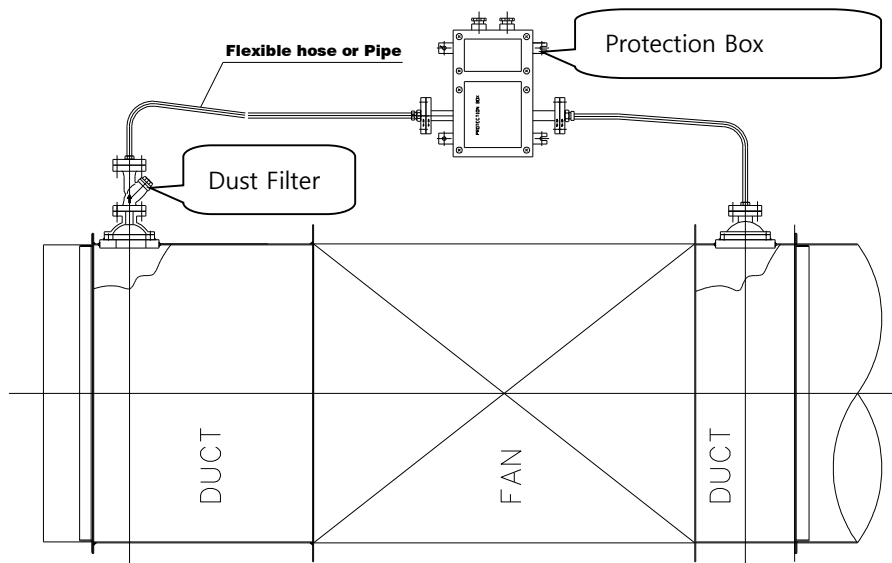 Flexible hose or Pipe
Protection Box
PROTECTION BOX
Dust Filter
DUCT
FAN
DUCT